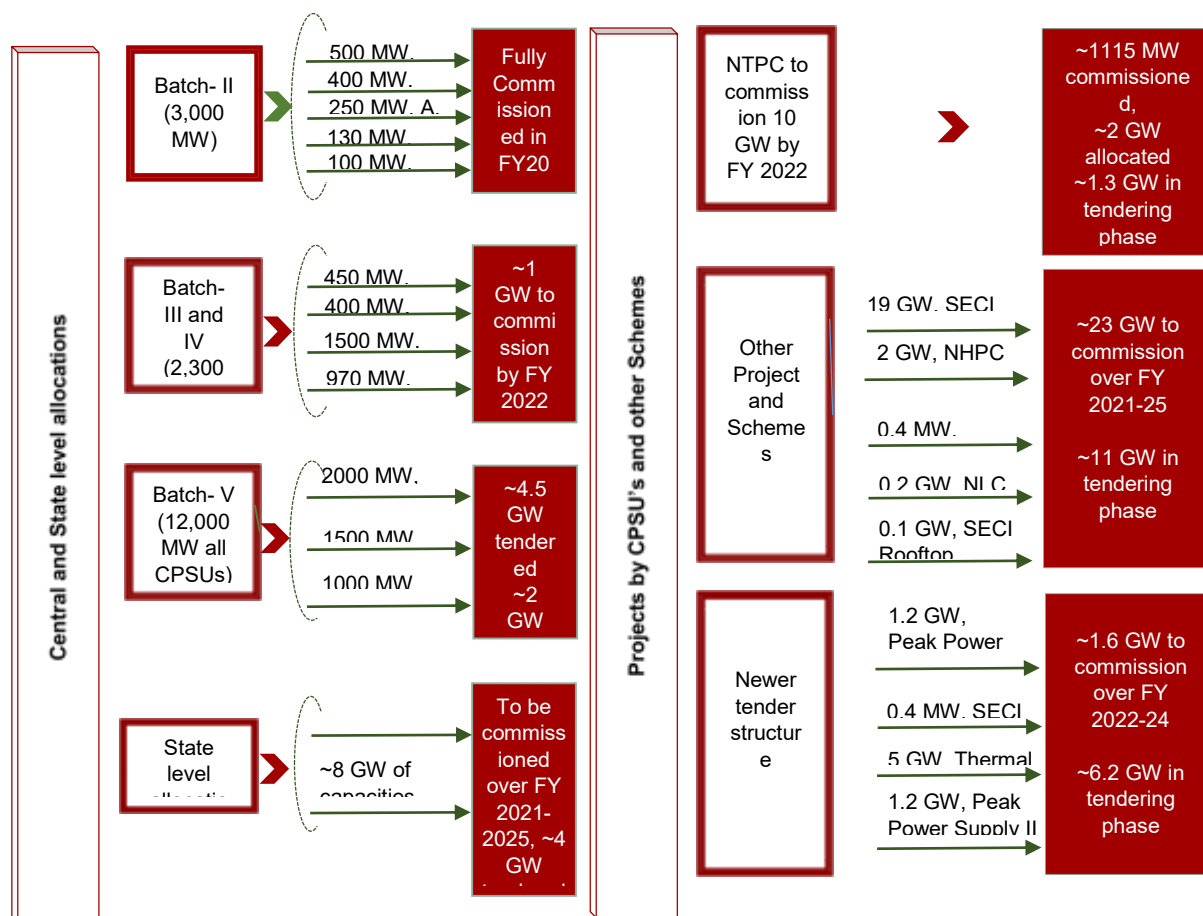 Central and State level allocations
Batch- II
(3,000
MW)
500 MW,
400 MW,
250 MW, A.
130 MW,
100 MW,
Fully
Comm
ission
ed in
FY20
Batch-
III and
IV
(2,300
450 MW,
400 MW,
1500 MW,
970 MW,
~1
GW to
commi
ssion
by FY
2022
Batch- V
(12,000
MW all
CPSUs)
2000 MW,
1500 MW
1000 MW
~4.5
GW
tender
ed
~2
GW
State
level
~8 GW of
capacities
To be
commiss
ioned
over FY
2021-
2025, ~4
GW
Projects by CPSU's and other Schemes
NTPC to
commiss
ion 10
GW by
FY 2022
~1115 MW
commissione
d,
~2 GW
allocated
~1.3 GW in
tendering
phase
Other
Project
and
Scheme
s
19 GW, SECI
2 GW, NHPC
0.4 MW,
0.2 GW, NLC
0.1 GW, SECI
Rooftop
~23 GW to
commission
over FY
2021-25
~11 GW in
tendering
phase
Newer
tender
structur
e
1.2 GW,
Peak Power
0.4 MW, SECI
5 GW, Thermal
1.2 GW, Peak
Power Supply II
~1.6 GW to
commission
over FY
2022-24
~6.2 GW in
tendering
phase